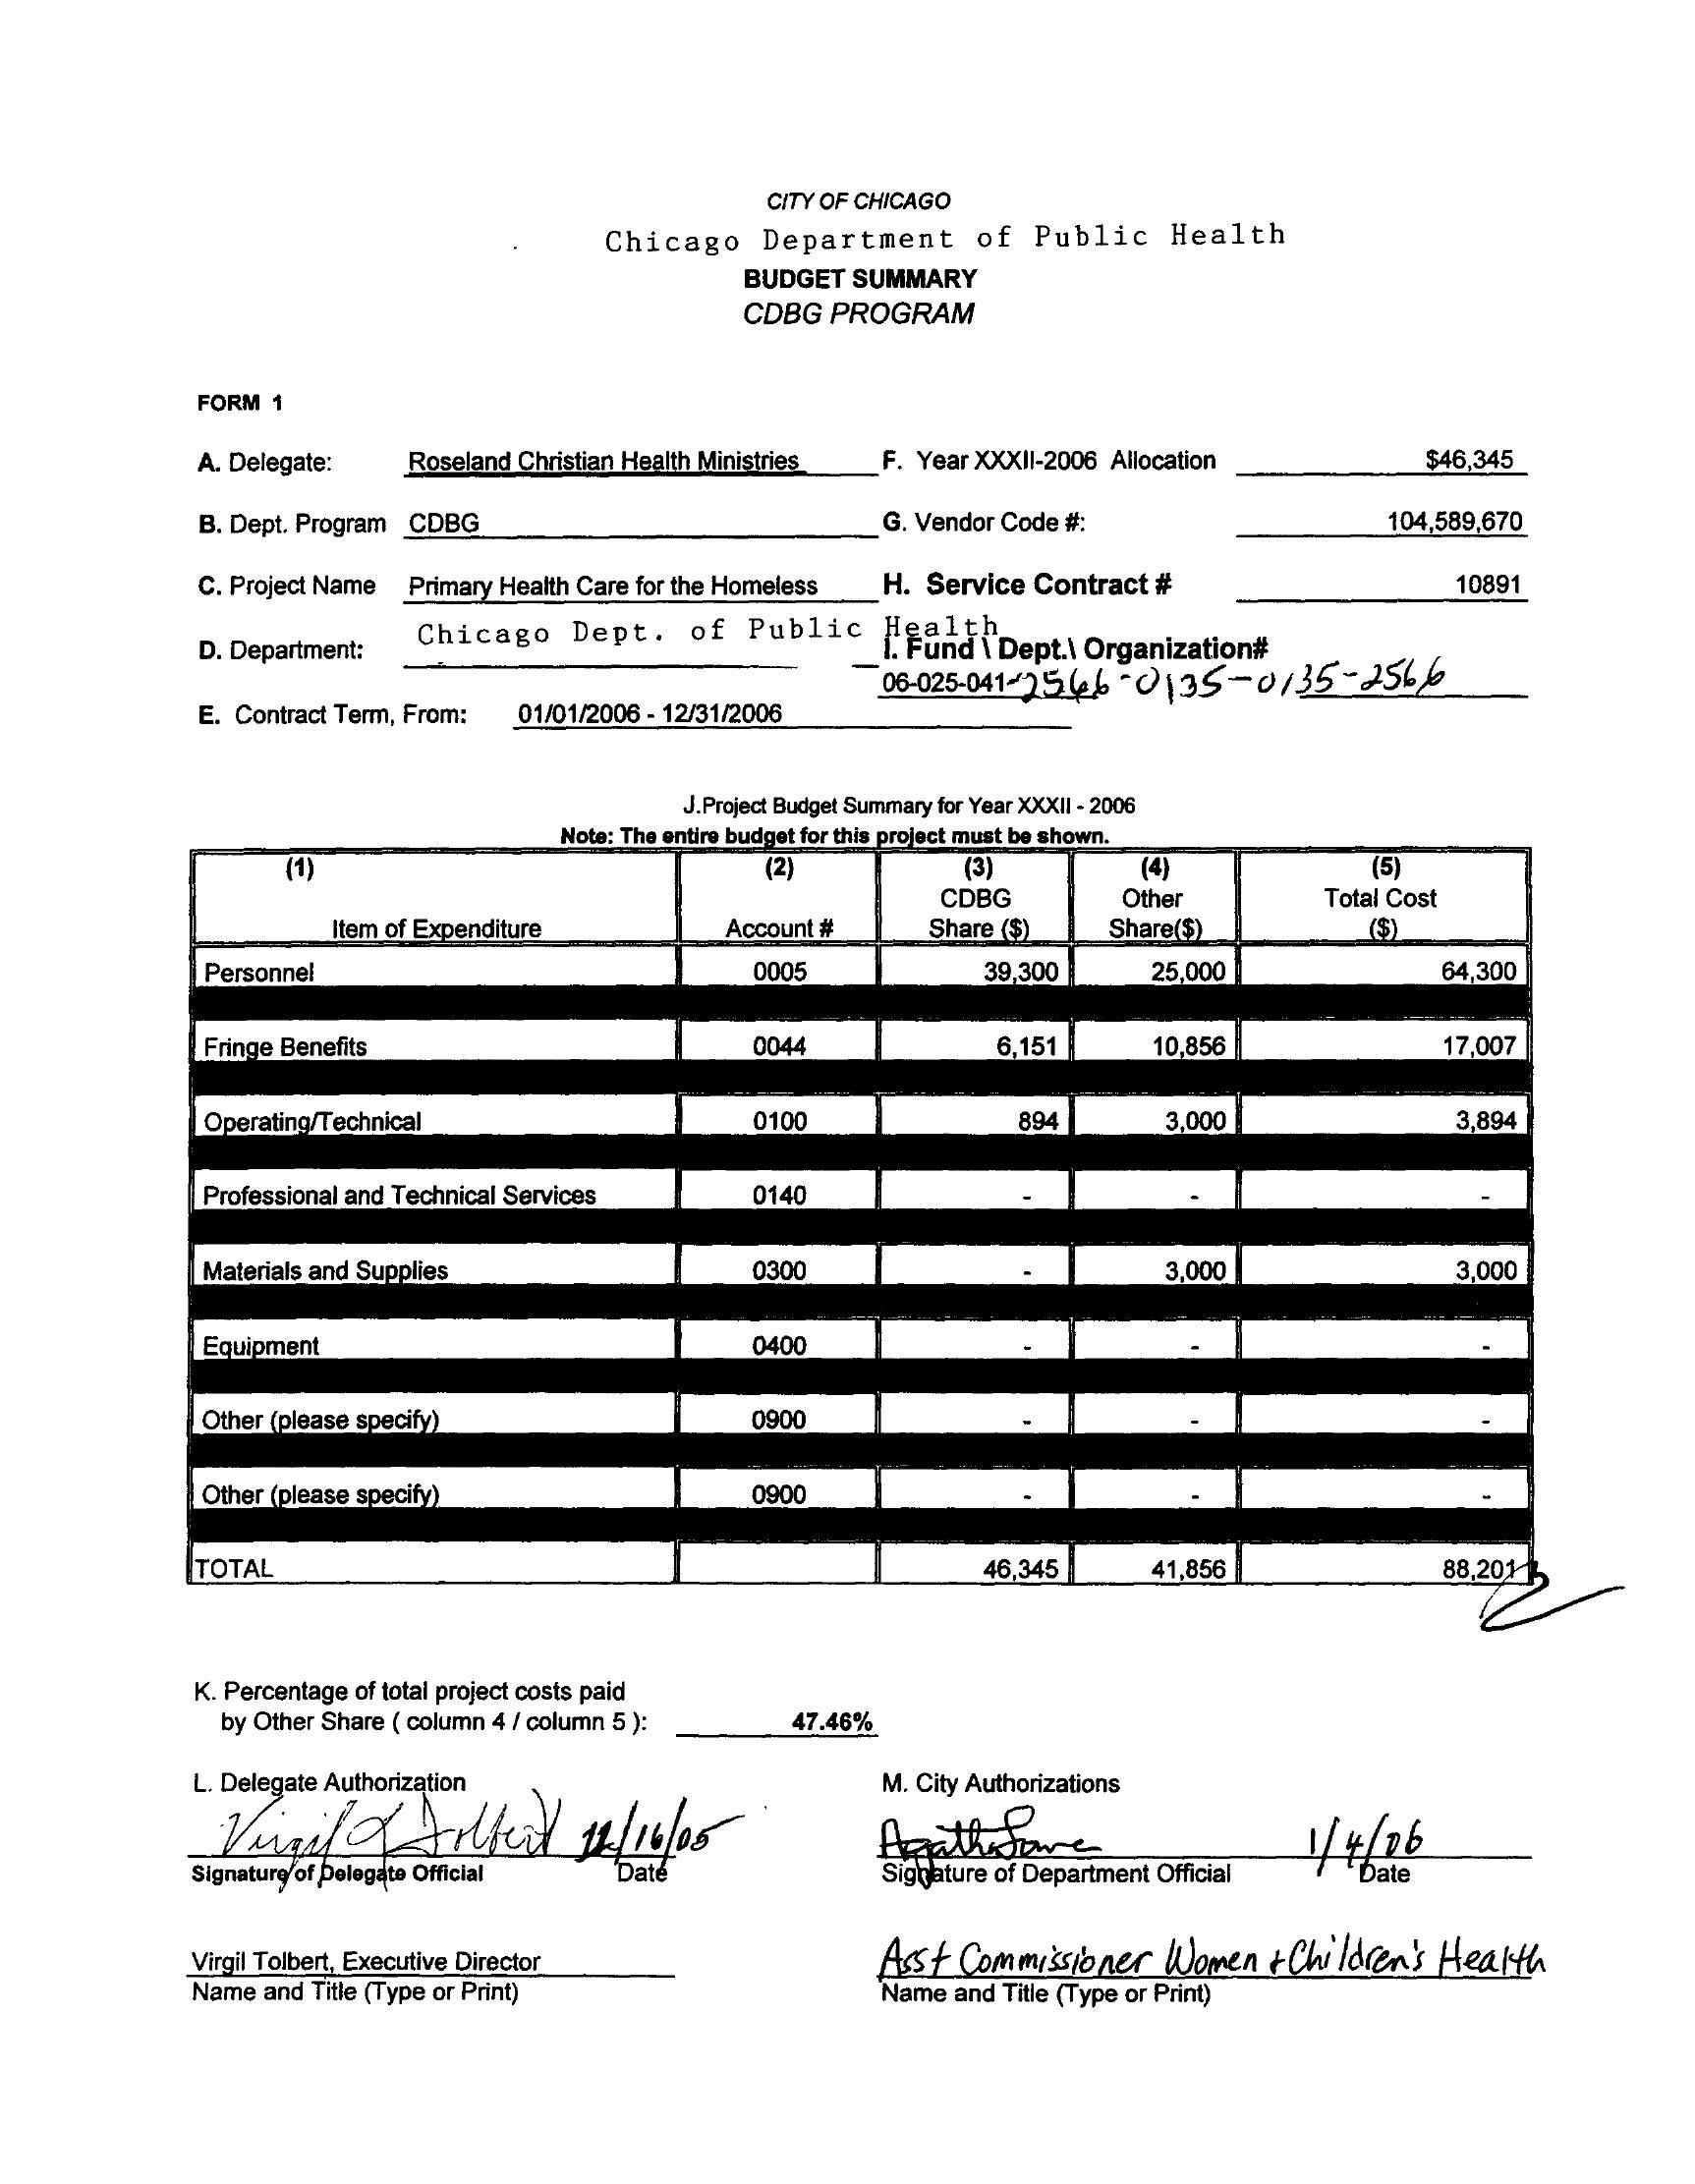 CITY OF CHICAGO
Chicago Department of Public Health
BUDGET SUMMARY
CDBG PROGRAM
FORM 1
A. Delegate: Roseland Christian Health Ministries F. Year XXXII-2006 Allocation $46,345
B. Dept. Program CDBG G. Vendor Code #: 104,589,670
C. Project Name Primary Health Care for the Homeless H. Service Contract # 10891
D. Department: Chicago Dept. of Public Health
I. Fund \ Dept.\ Organization#
06-025-041-2566-0135-0135-2566
E. Contract Term, From: 01/01/2006 - 12/31/2006
J.Project Budget Summary for Year XXXII - 2006
Note: The entire budget for this project must be shown.
(1) (2) (3) (4) (5)
CDBG Other Total Cost
Item of Expenditure Account # Share ($) Share($) ($)
Personnel 0005 39,300 25,000 64,300
Fringe Benefits 0044 6,151 10,856 17,007
Operating/Technical 0100 894 3,000 3,894
Professional and Technical Services 0140 - - -
Materials and Supplies 0300 - 3,000 3,000
Equipment 0400 - - -
Other (please specify) 0900 - - -
Other (please specify) 0900 - - -
TOTAL 46,345 41,856 88,201
K. Percentage of total project costs paid
by Other Share ( column 4 / column 5 ): 47.46%
L. Delegate Authorization M. City Authorizations
Virgil Tolbert 12/16/05 1/4/06
Signature of Delegate Official Date Signature of Department Official Date
Virgil Tolbert, Executive Director Asst Commissioner Women + Children's Health
Name and Title (Type or Print) Name and Title (Type or Print)